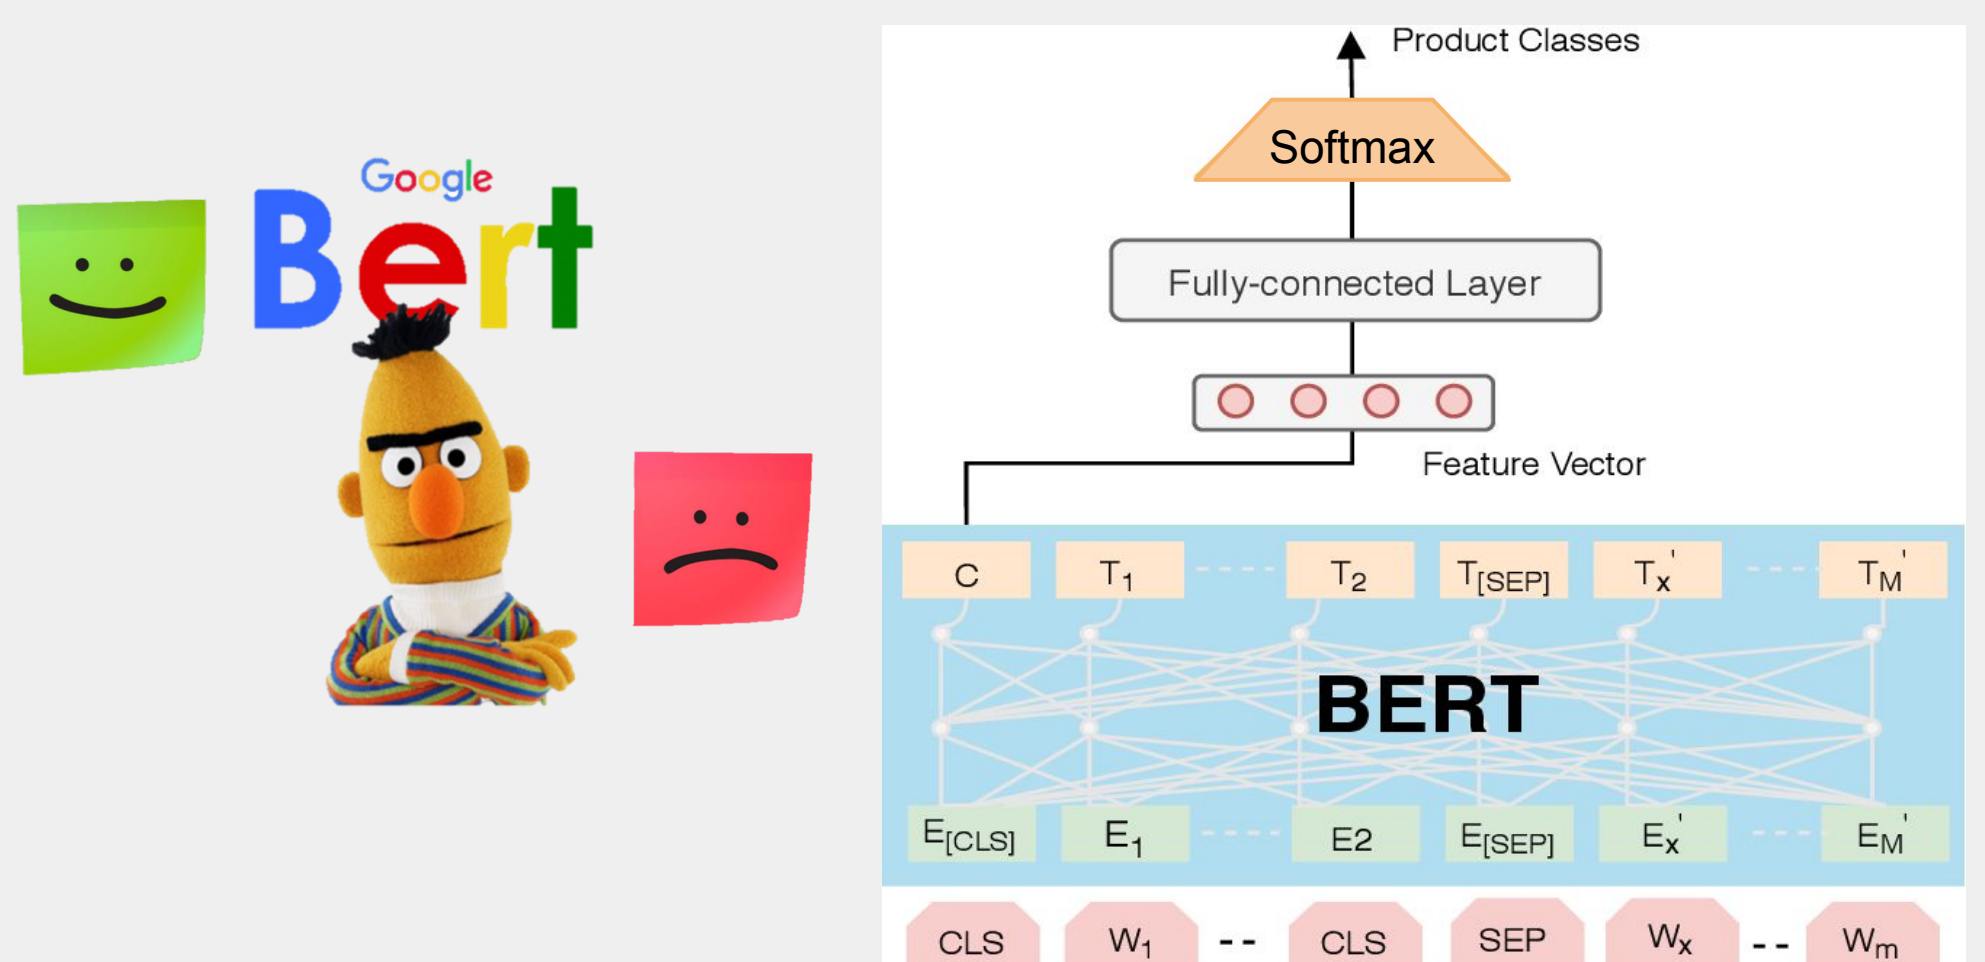 Google
Bert
Product Classes
Softmax
Fully-connected Layer
Feature Vector
C T1 T2 T[SEP] Tx' TM'
BERT
E[CLS] E1 E2 E[SEP] Ex' EM'
CLS W1 -- CLS SEP Wx -- Wm